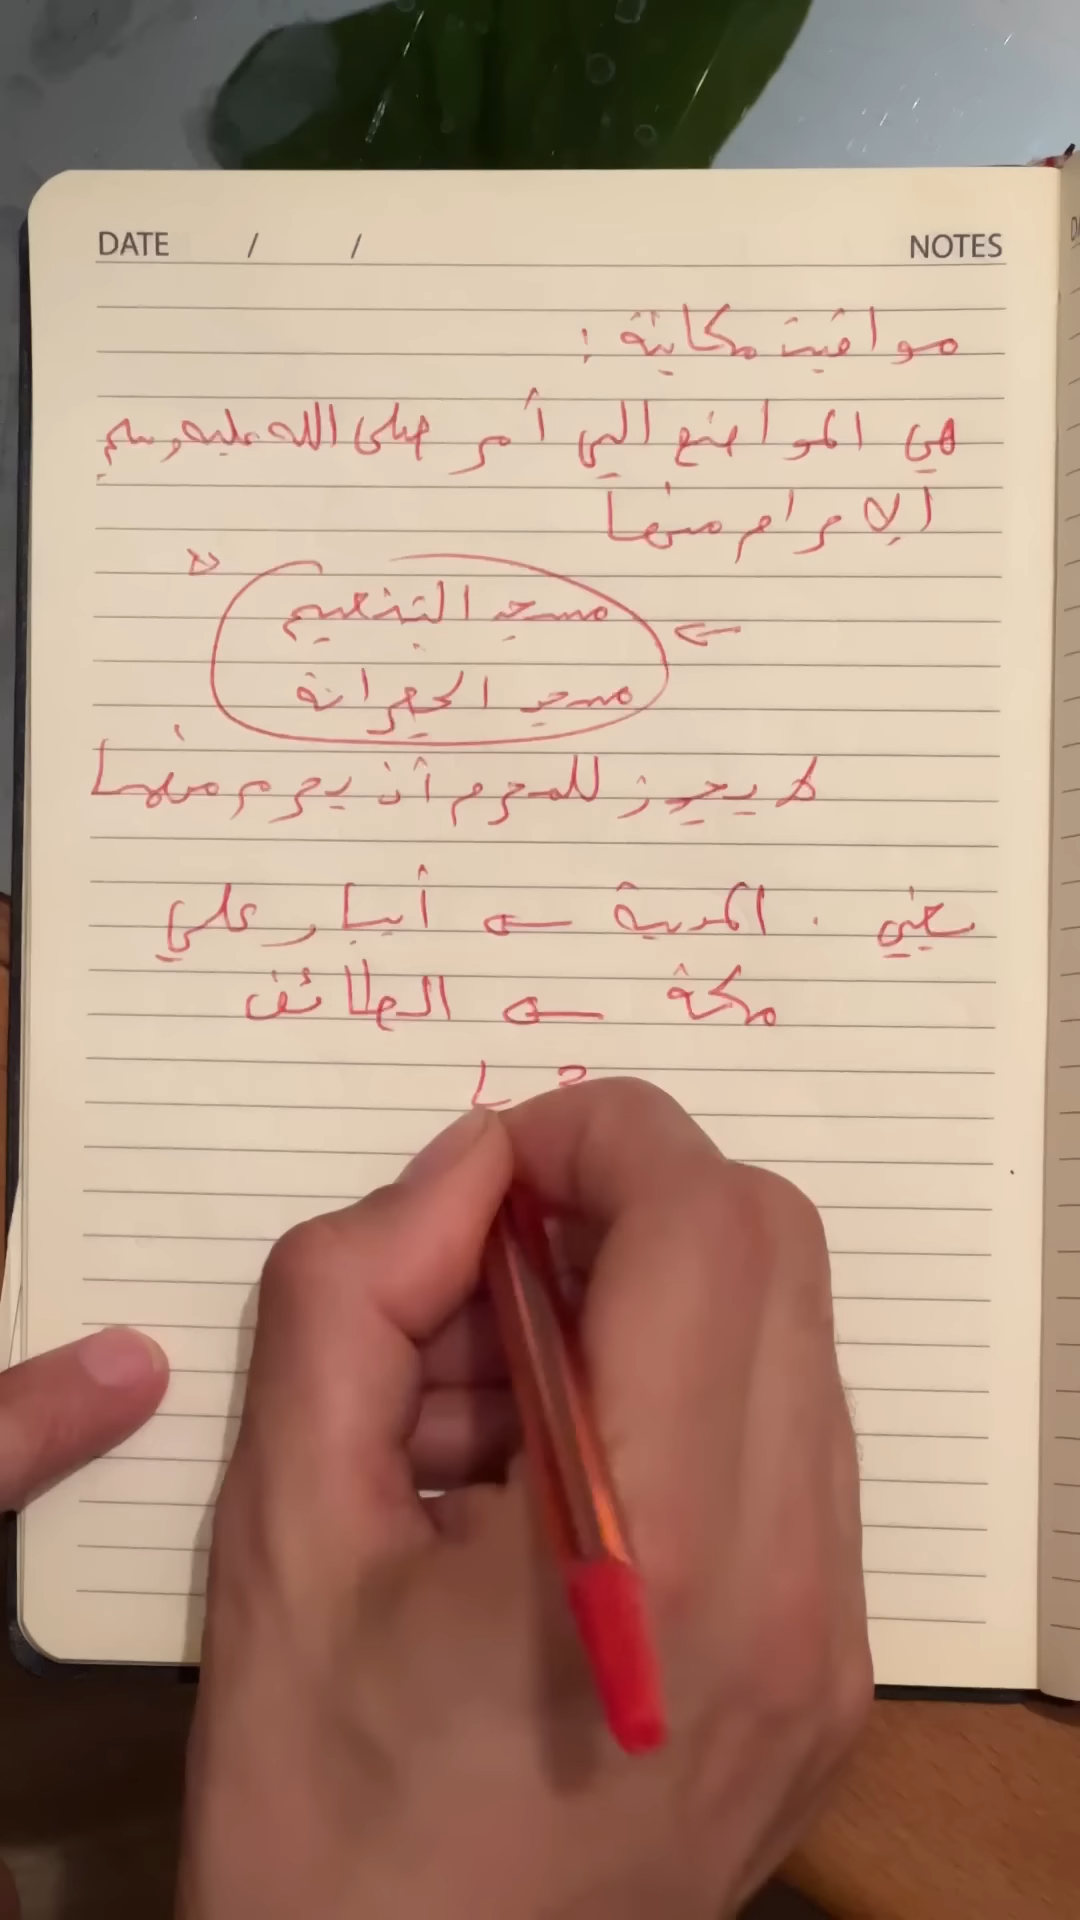 DATE / / NOTES
مواقيت مكانية :
هي المواضع التي أمر صلى الله عليه وسلم
الإحرام منها
مسجد التنعيم
مسجد الجعرانة
لا يجوز للمحرم أن يحرم منها
يعني . المدينة ← أبيار علي
مكة ← الطائف